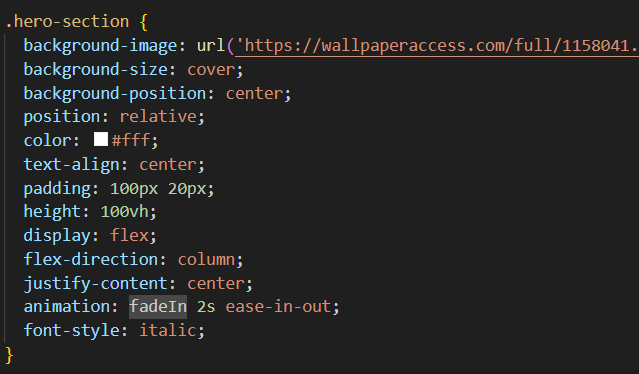 .hero-section {
background-image: url('https://wallpaperaccess.com/full/1158041.
background-size: cover;
background-position: center;
position: relative;
color: #fff;
text-align: center;
padding: 100px 20px;
height: 100vh;
display: flex;
flex-direction: column;
justify-content: center;
animation: fadeIn 2s ease-in-out;
font-style: italic;
}